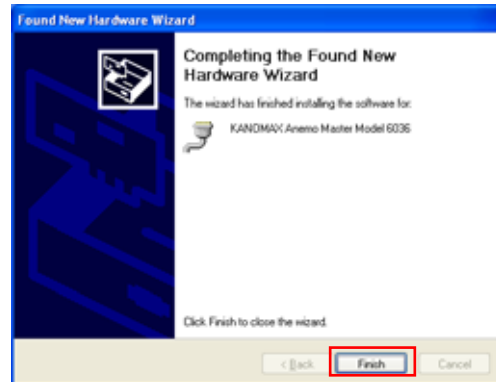 Found New Hardware Wizard
Completing the Found New
Hardware Wizard
The wizard has finished installing the software for:
KANOMAX Anemo Master Model 6036
Click Finish to close the wizard.
< Back
Finish
Cancel